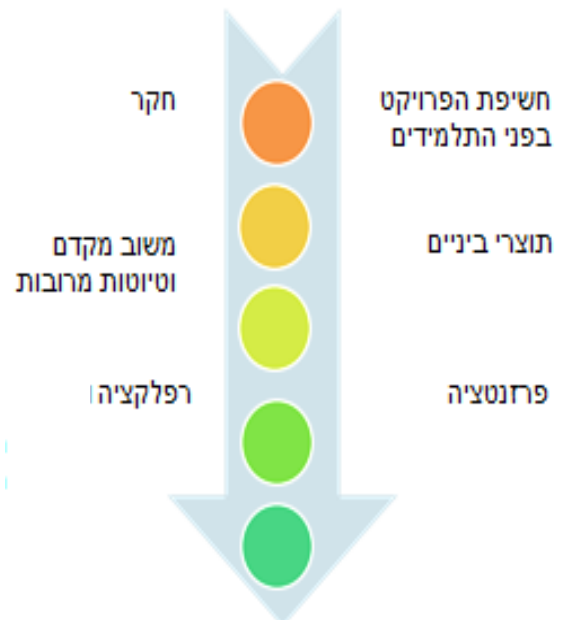 חשיפת הפרויקט
בפני התלמידים
חקר
תוצרי ביניים
משוב מקדם
וטיוטות מרובות
פרזנטציה
רפלקציה